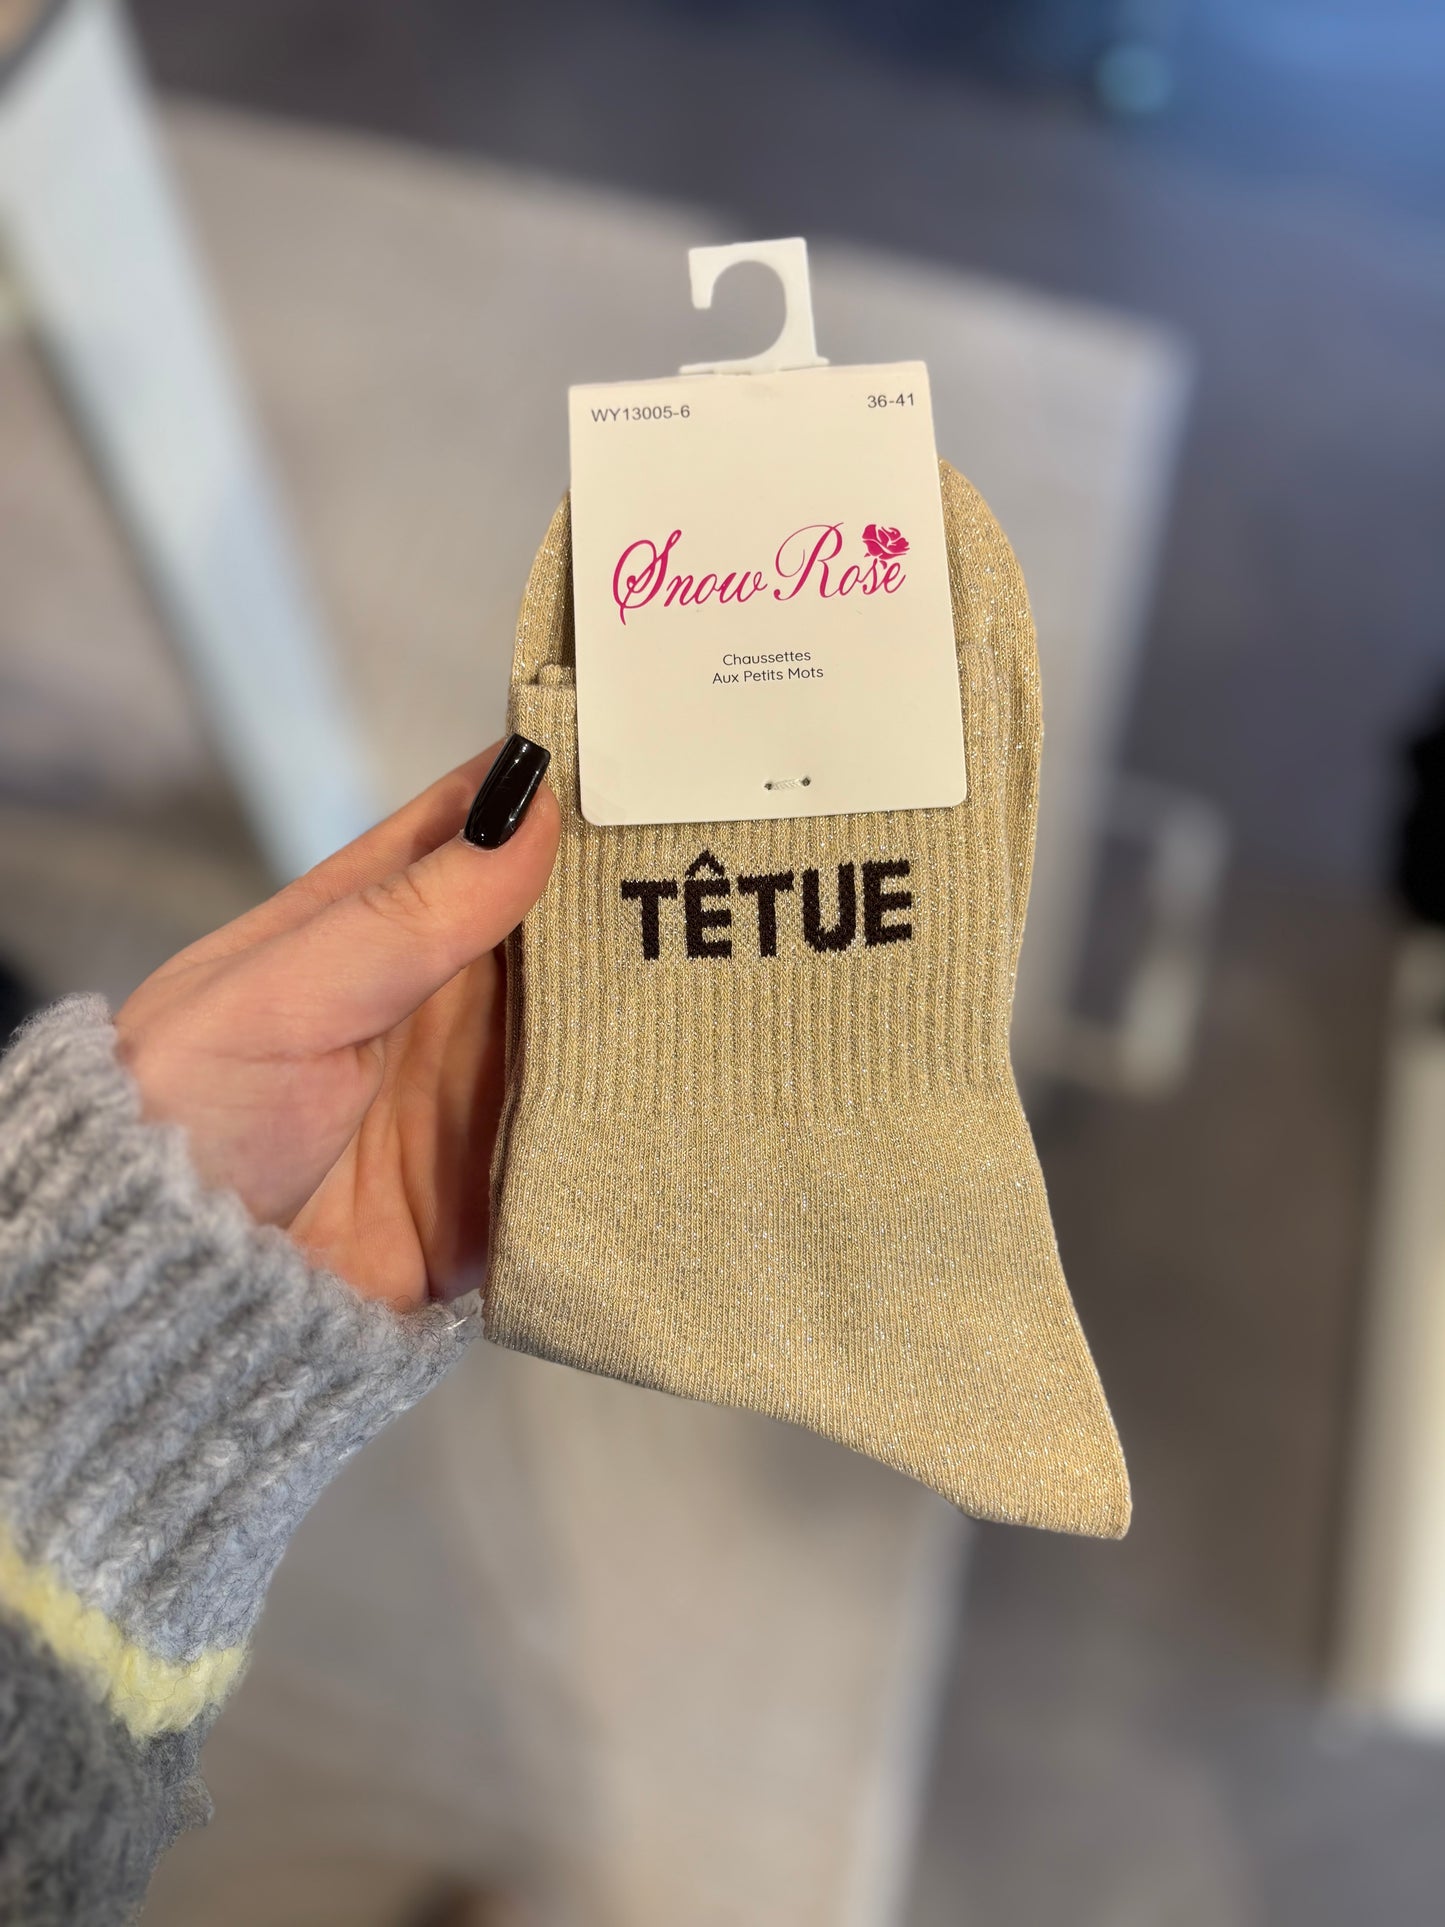 WY13005-6 36-41
Snow Rose
Chaussettes
Aux Petits Mots
TÊTUE